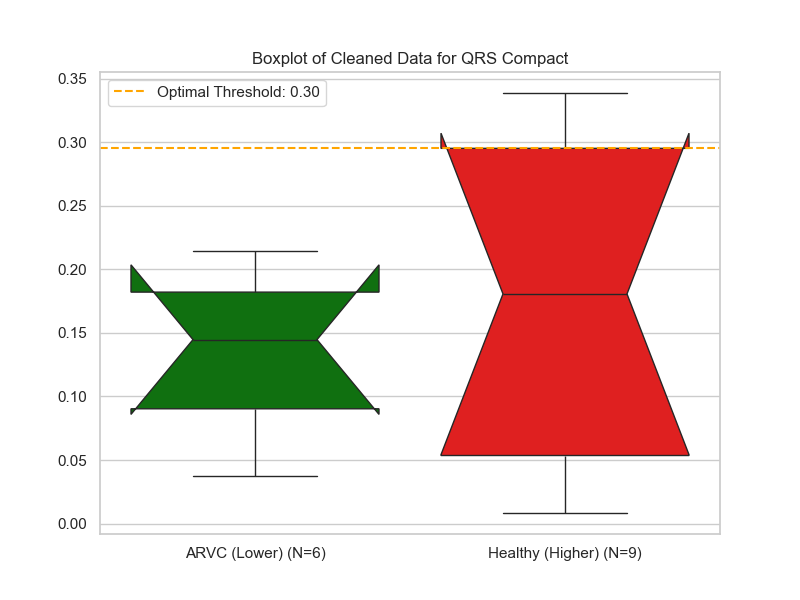 Boxplot of Cleaned Data for QRS Compact
Optimal Threshold: 0.30
0.35
0.30
0.25
0.20
0.15
0.10
0.05
0.00
ARVC (Lower) (N=6)
Healthy (Higher) (N=9)